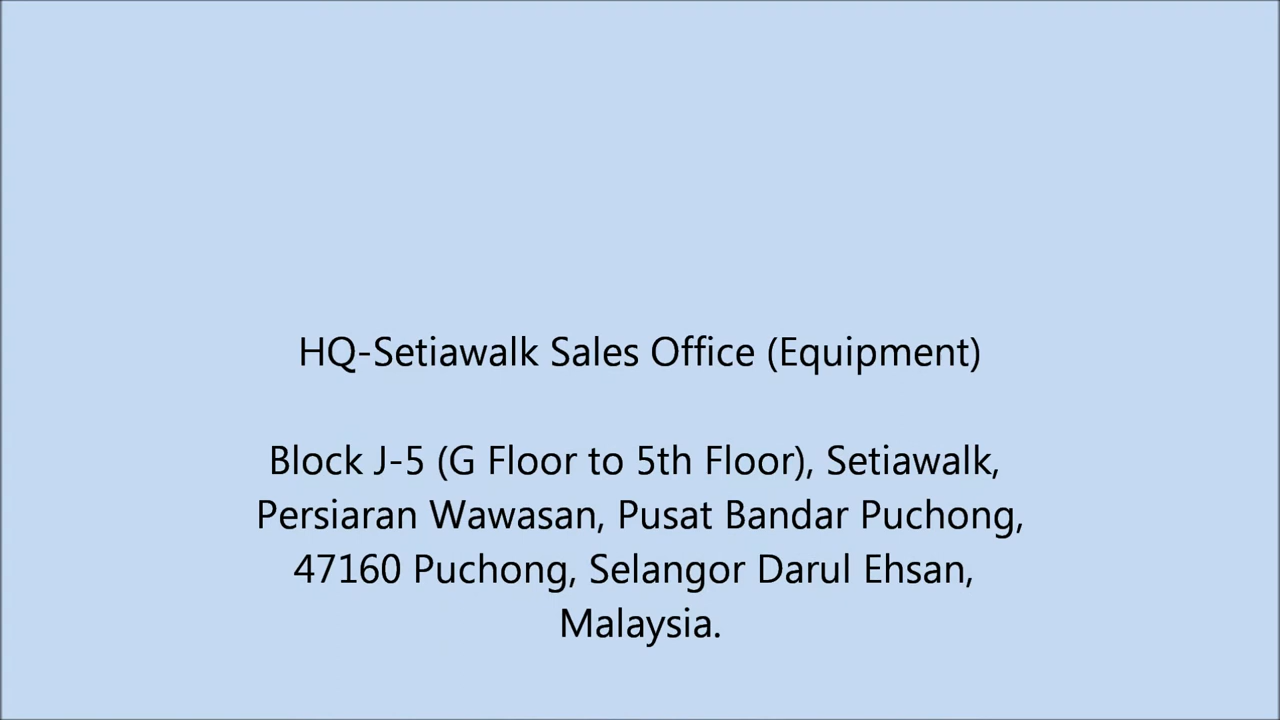 HQ-Setiawalk Sales Office (Equipment)
Block J-5 (G Floor to 5th Floor), Setiawalk,
Persiaran Wawasan, Pusat Bandar Puchong,
47160 Puchong, Selangor Darul Ehsan,
Malaysia.